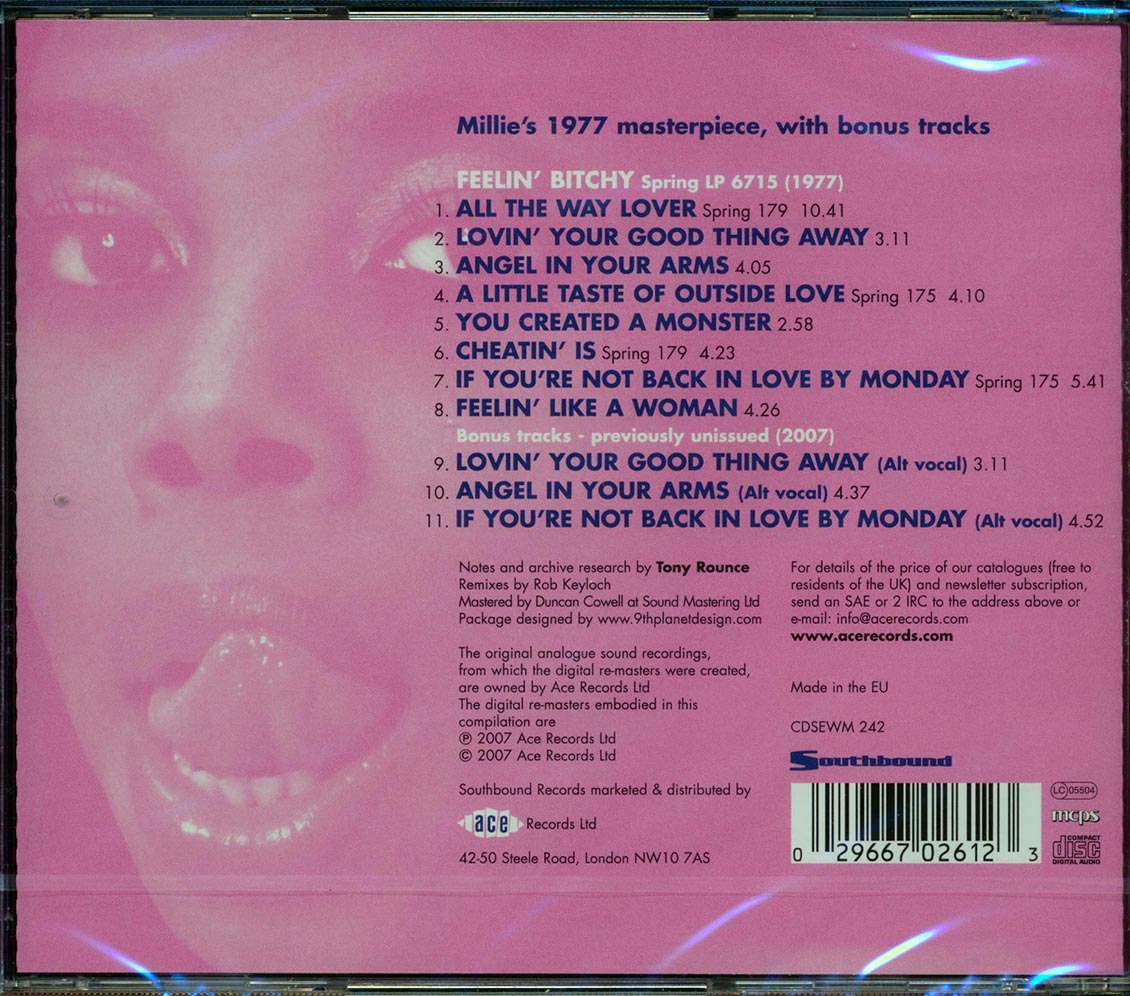 Millie's 1977 masterpiece, with bonus tracks
FEELIN' BITCHY Spring LP 6715 (1977)
1. ALL THE WAY LOVER Spring 179 10.41
2. LOVIN' YOUR GOOD THING AWAY 3.11
3. ANGEL IN YOUR ARMS 4.05
4. A LITTLE TASTE OF OUTSIDE LOVE Spring 175 4.10
5. YOU CREATED A MONSTER 2.58
6. CHEATIN' IS Spring 179 4.23
7. IF YOU'RE NOT BACK IN LOVE BY MONDAY Spring 175 5.41
8. FEELIN' LIKE A WOMAN 4.26
Bonus tracks - previously unissued (2007)
9. LOVIN' YOUR GOOD THING AWAY (Alt vocal) 3.11
10. ANGEL IN YOUR ARMS (Alt vocal) 4.37
11. IF YOU'RE NOT BACK IN LOVE BY MONDAY (Alt vocal) 4.52
Notes and archive research by Tony Rounce
Remixes by Rob Keyloch
Mastered by Duncan Cowell at Sound Mastering Ltd
Package designed by www.9thplanetdesign.com
The original analogue sound recordings,
from which the digital re-masters were created,
are owned by Ace Records Ltd
The digital re-masters embodied in this
compilation are
℗ 2007 Ace Records Ltd
© 2007 Ace Records Ltd
Southbound Records marketed & distributed by
ace Records Ltd
42-50 Steele Road, London NW10 7AS
For details of the price of our catalogues (free to
residents of the UK) and newsletter subscription,
send an SAE or 2 IRC to the address above or
e-mail: info@acerecords.com
www.acerecords.com
Made in the EU
CDSEWM 242
Southbound
0 29667 02612 3
LC 05504
mcps
COMPACT
disc
DIGITAL AUDIO